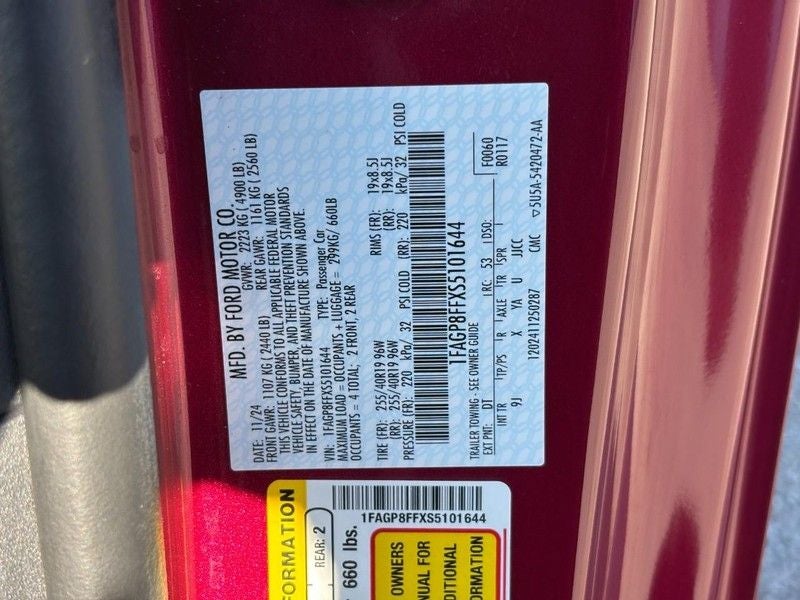 MFD. BY FORD MOTOR CO.
DATE: 11/24 GVWR: 2223 KG ( 4900 LB)
FRONT GAWR: 1107 KG ( 2440 LB) REAR GAWR: 1161 KG ( 2560 LB)
THIS VEHICLE CONFORMS TO ALL APPLICABLE FEDERAL MOTOR
VEHICLE SAFETY, BUMPER, AND THEFT PREVENTION STANDARDS
IN EFFECT ON THE DATE OF MANUFACTURE SHOWN ABOVE.
VIN: 1FAGP8FFXS5101644 TYPE: Passenger Car
MAXIMUM LOAD = OCCUPANTS + LUGGAGE = 299KG/ 660LB
OCCUPANTS = 4 TOTAL; 2 FRONT, 2 REAR
TIRE (FR): 255/40R19 96W RIMS (FR): 19x8.5J
(RR): 255/40R19 96W (RR): 19x8.5J
PRESSURE (FR): 220 kPa/ 32 PSI COLD (RR): 220 kPa/ 32 PSI COLD
1FAGP8FFXS5101644
TRAILER TOWING - SEE OWNER GUIDE
F0060
EXT PNT: DT RC: 53 DSO: R0117
INT TR TP/PS R AXLE TR SPR
9J X YA U JJCC
120241125028​7 CMC ▽5U5A-5420472-AA
1FAGP8FFXS5101644
FORMATION
REAR: 2
660 lbs.
OWNERS
NUAL FOR
DITIONAL
ORMATION